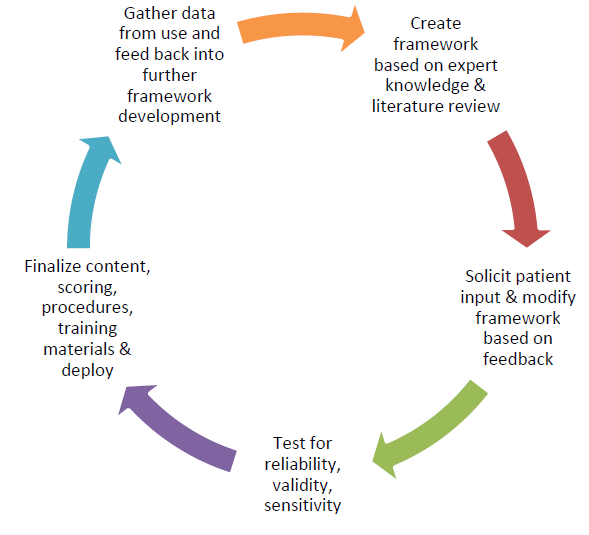 Gather data
from use and
feed back into
further
framework
development
Create
framework
based on expert
knowledge &
literature review
Solicit patient
input & modify
framework
based on
feedback
Test for
reliability,
validity,
sensitivity
Finalize content,
scoring,
procedures,
training
materials &
deploy